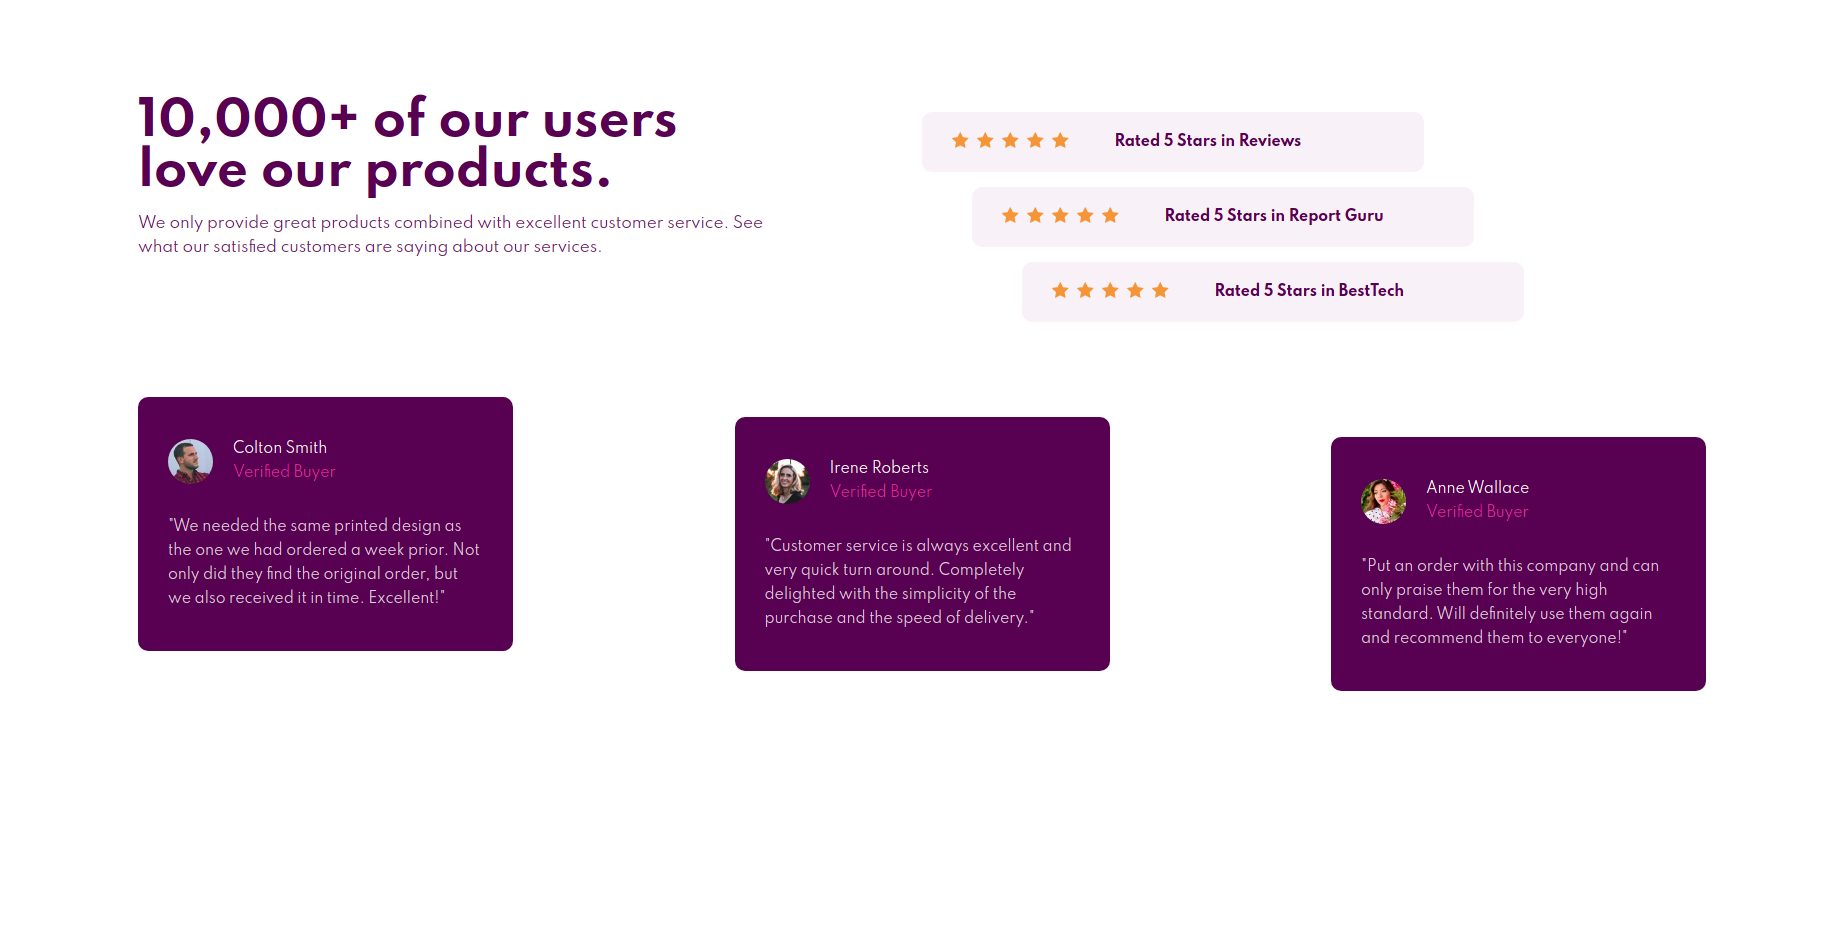 10,000+ of our users
love our products.
We only provide great products combined with excellent customer service. See
what our satisfied customers are saying about our services.
Rated 5 Stars in Reviews
Rated 5 Stars in Report Guru
Rated 5 Stars in BestTech
Colton Smith
Verified Buyer
"We needed the same printed design as
the one we had ordered a week prior. Not
only did they find the original order, but
we also received it in time. Excellent!"
Irene Roberts
Verified Buyer
"Customer service is always excellent and
very quick turn around. Completely
delighted with the simplicity of the
purchase and the speed of delivery."
Anne Wallace
Verified Buyer
"Put an order with this company and can
only praise them for the very high
standard. Will definitely use them again
and recommend them to everyone!"